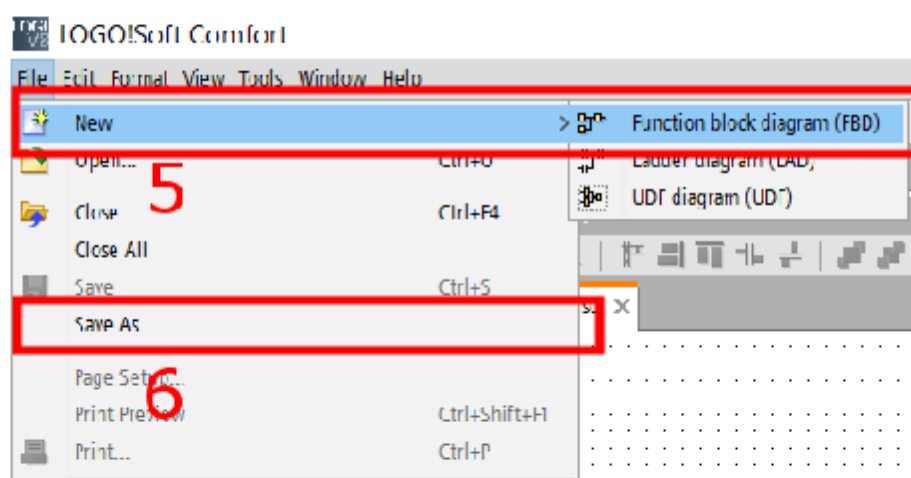 LOGO!Soft Comfort
File Edit Format View Tools Window Help
New > Function block diagram (FBD)
Open... Ctrl+O Ladder diagram (LAD)
5
Close Ctrl+F4 UDF diagram (UDF)
Close All
Save Ctrl+S
Save As
6
Page Setup...
Print Preview Ctrl+Shift+F1
Print... Ctrl+P